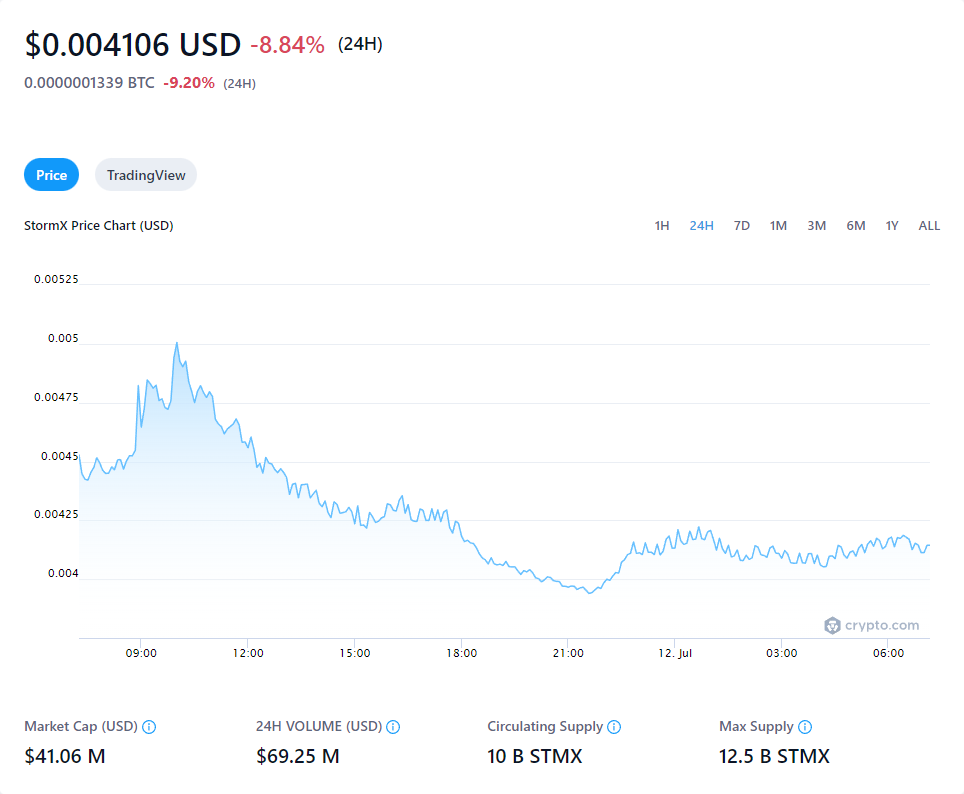 $0.004106 USD -8.84% (24H)
0.0000001339 BTC -9.20% (24H)
Price TradingView
StormX Price Chart (USD) 1H 24H 7D 1M 3M 6M 1Y ALL
0.00525
0.005
0.00475
0.0045
0.00425
0.004
crypto.com
09:00 12:00 15:00 18:00 21:00 12. Jul 03:00 06:00
Market Cap (USD) 24H VOLUME (USD) Circulating Supply Max Supply
$41.06 M $69.25 M 10 B STMX 12.5 B STMX